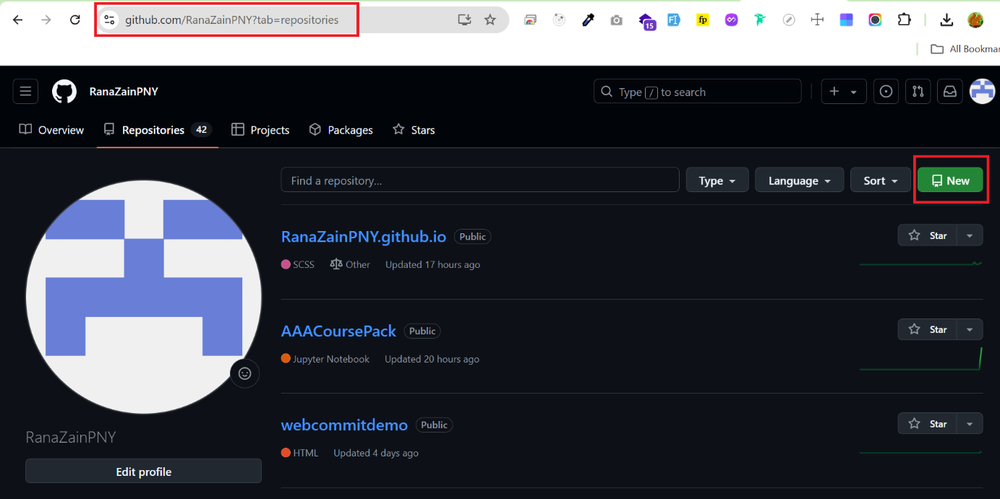 github.com/RanaZainPNY?tab=repositories
15
FI
fp
All Bookmar
RanaZainPNY
Type / to search
Overview
Repositories 42
Projects
Packages
Stars
Find a repository...
Type
Language
Sort
New
RanaZainPNY.github.io Public
Star
SCSS Other Updated 17 hours ago
AAACoursePack Public
Star
Jupyter Notebook Updated 20 hours ago
webcommitdemo Public
Star
HTML Updated 4 days ago
RanaZainPNY
Edit profile